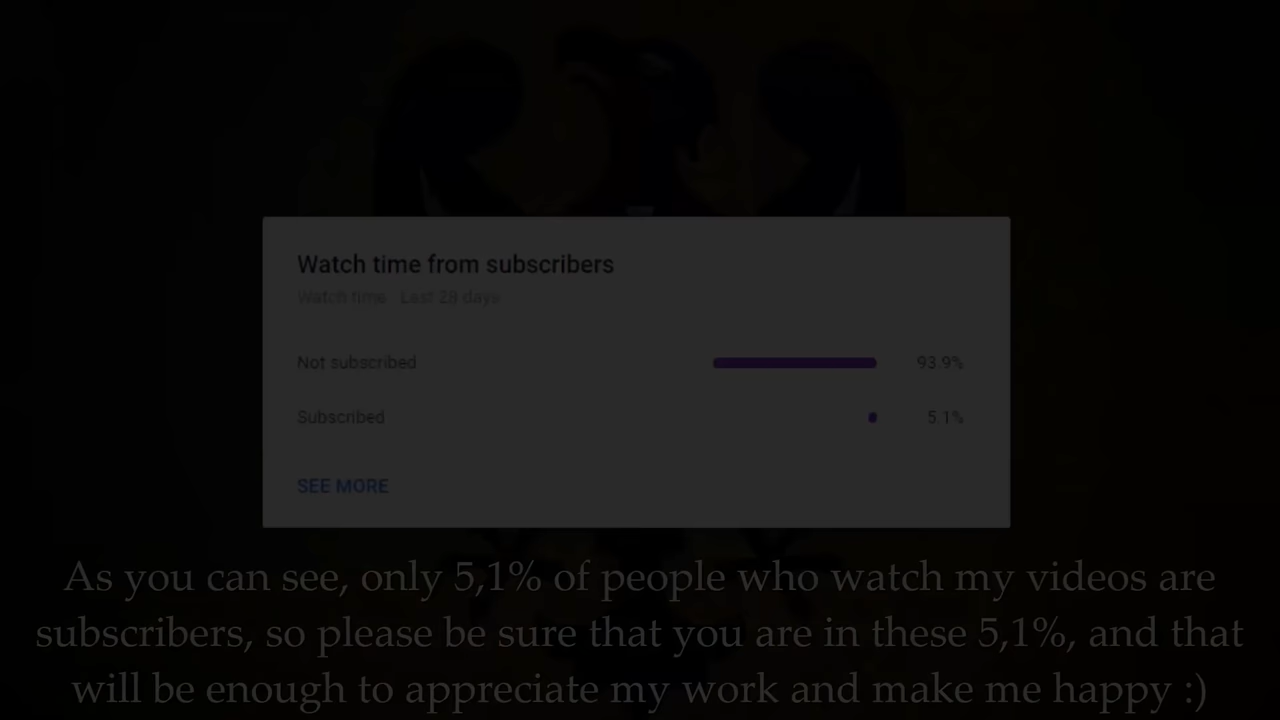 Watch time from subscribers
Watch time · Last 28 days
Not subscribed 93.9%
Subscribed 5.1%
SEE MORE
As you can see, only 5,1% of people who watch my videos are
subscribers, so please be sure that you are in these 5,1%, and that
will be enough to appreciate my work and make me happy :)